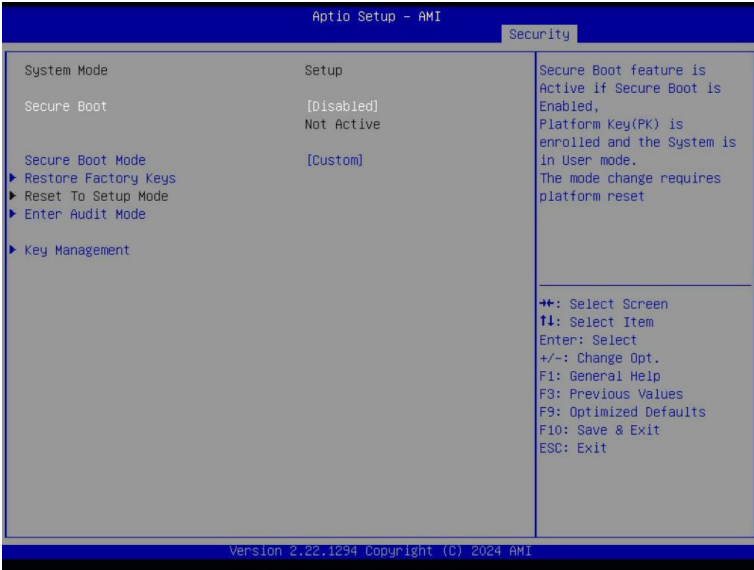 Aptio Setup - AMI
Security
System Mode Setup
Secure Boot [Disabled]
Not Active
Secure Boot Mode [Custom]
Restore Factory Keys
Reset To Setup Mode
Enter Audit Mode
Key Management
Secure Boot feature is
Active if Secure Boot is
Enabled,
Platform Key(PK) is
enrolled and the System is
in User mode.
The mode change requires
platform reset
→←: Select Screen
↑↓: Select Item
Enter: Select
+/-: Change Opt.
F1: General Help
F3: Previous Values
F9: Optimized Defaults
F10: Save & Exit
ESC: Exit
Version 2.22.1294 Copyright (C) 2024 AMI